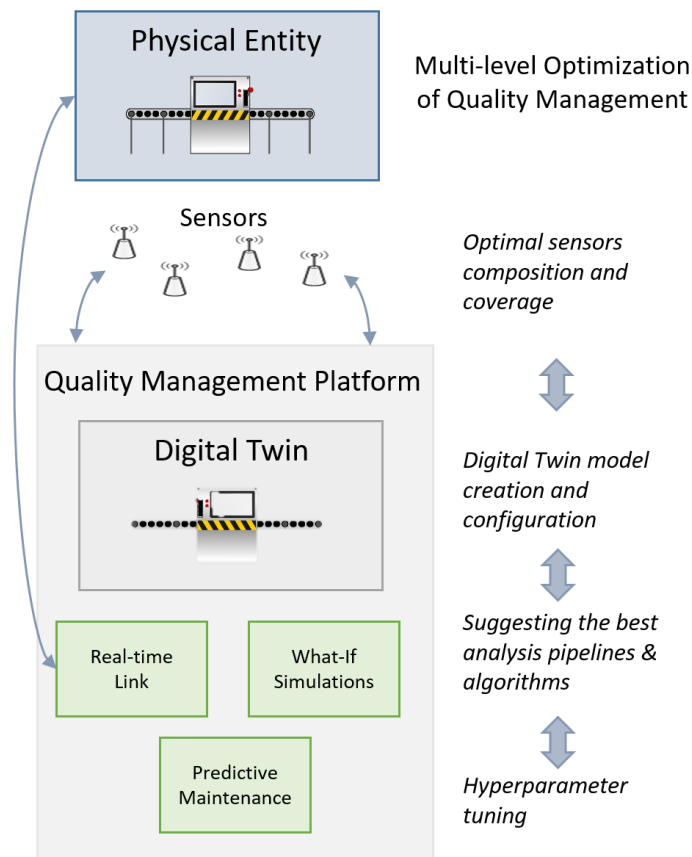 Physical Entity
Multi-level Optimization
of Quality Management
Sensors
Optimal sensors
composition and
coverage
Quality Management Platform
Digital Twin
Digital Twin model
creation and
configuration
Real-time
Link
What-If
Simulations
Suggesting the best
analysis pipelines &
algorithms
Predictive
Maintenance
Hyperparameter
tuning